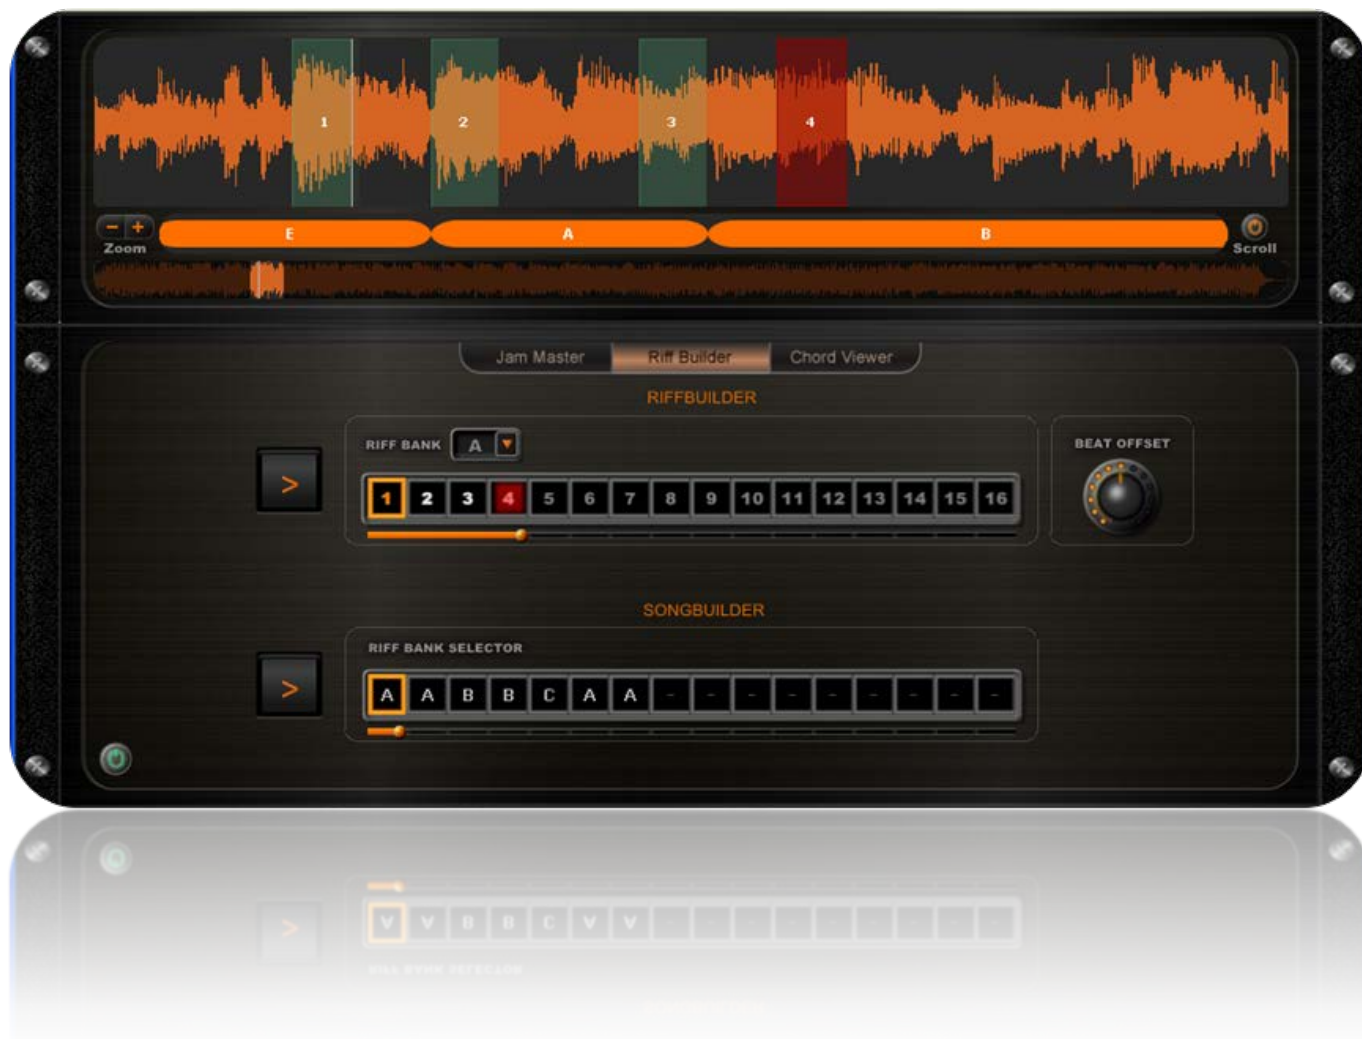 1 2 3 4
- +
Zoom
E A B
Scroll
Jam Master Riff Builder Chord Viewer
RIFFBUILDER
RIFF BANK A
BEAT OFFSET
>
1 2 3 4 5 6 7 8 9 10 11 12 13 14 15 16
SONGBUILDER
RIFF BANK SELECTOR
>
A A B B C A A - - - - - - - - -